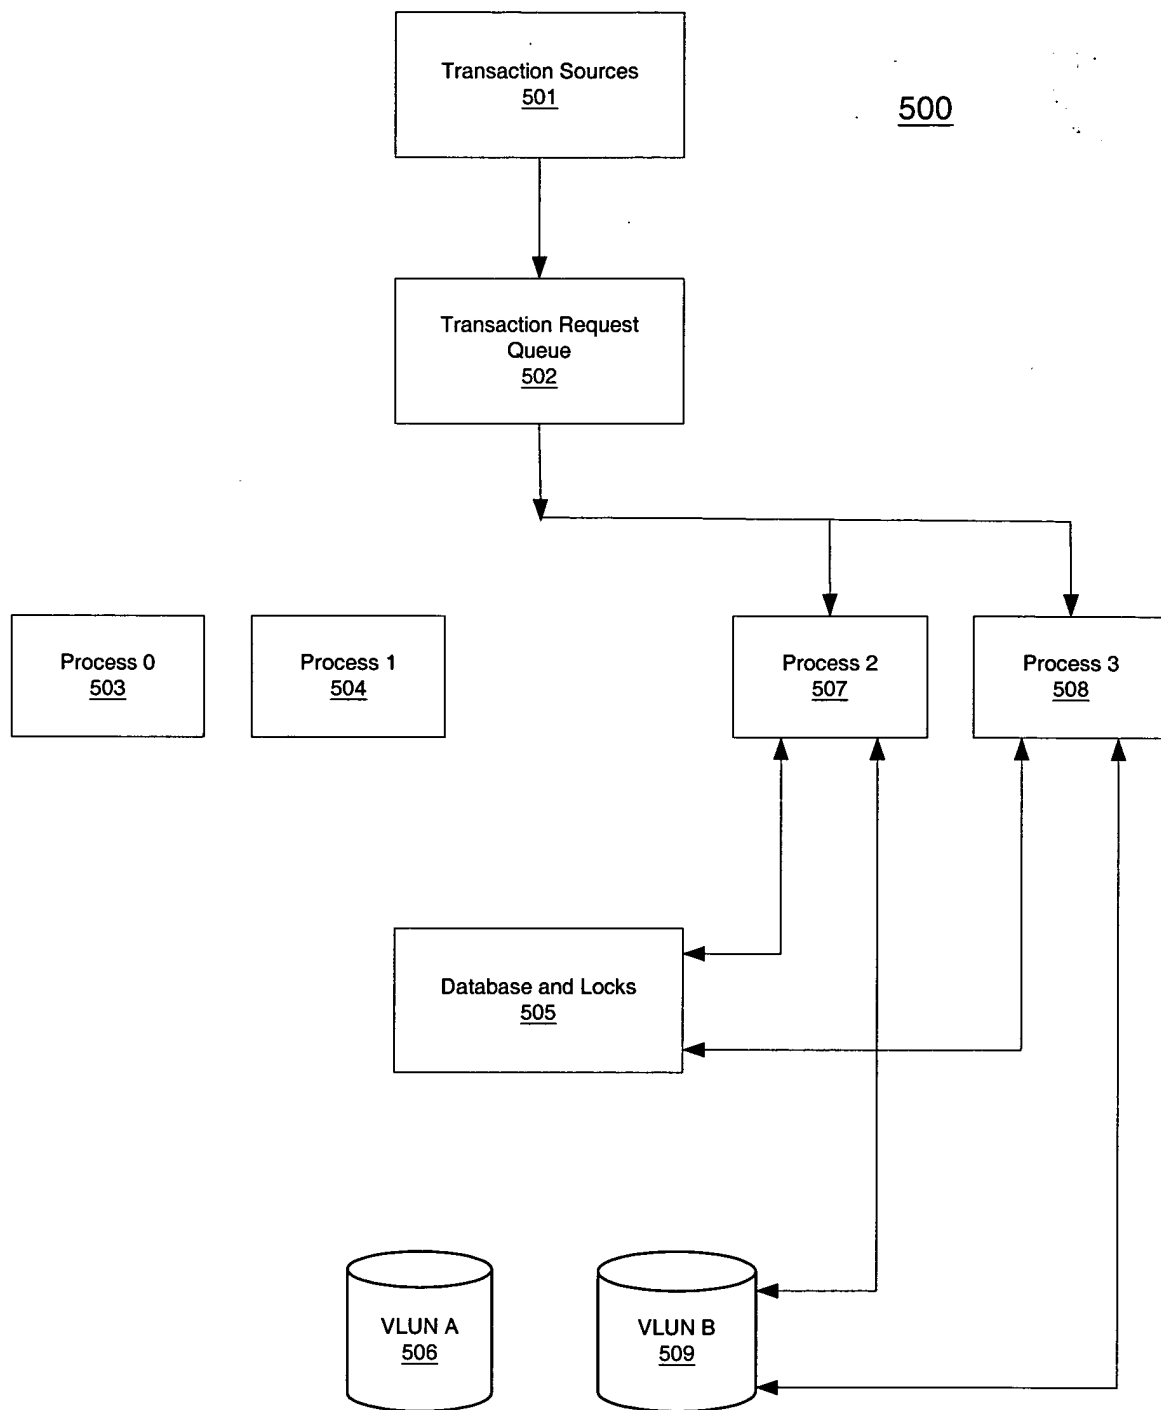 Transaction Sources
501
500
Transaction Request
Queue
502
Process 0
503
Process 1
504
Process 2
507
Process 3
508
Database and Locks
505
VLUN A
506
VLUN B
509